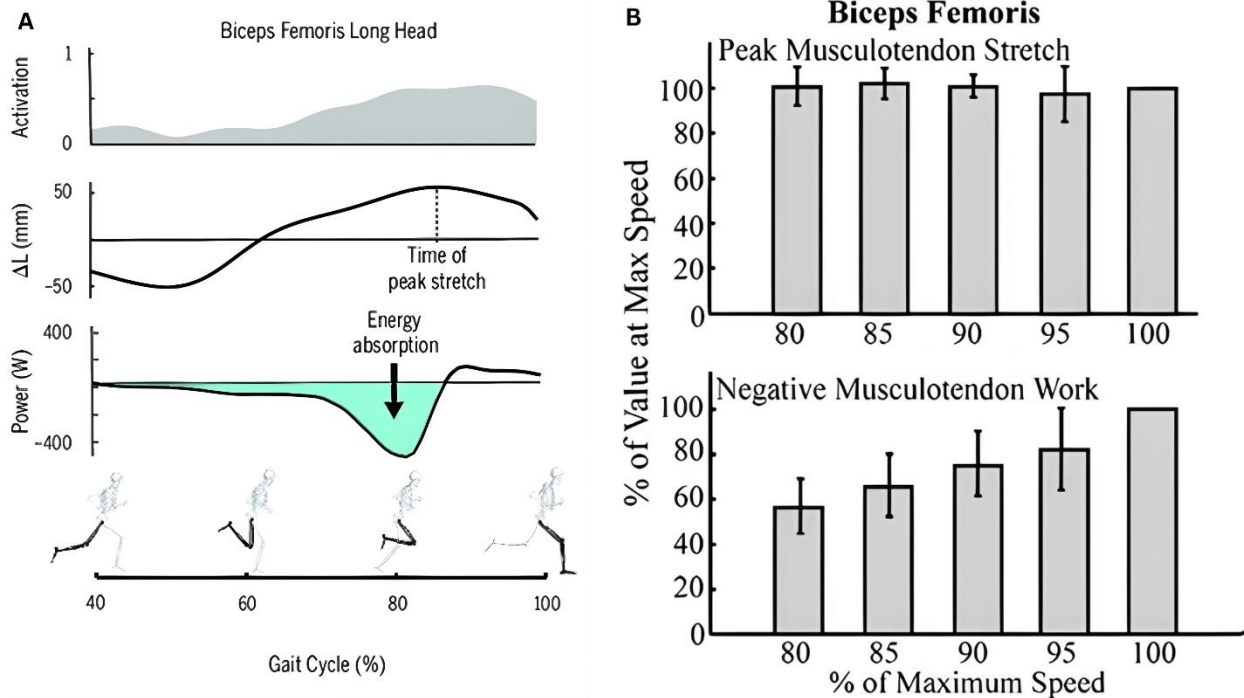 A
Biceps Femoris Long Head
Activation
1
0
ΔL (mm)
50
-50
Time of
peak stretch
Power (W)
400
-400
Energy
absorption
40
60
80
100
Gait Cycle (%)
B
Biceps Femoris
% of Value at Max Speed
Peak Musculotendon Stretch
100
80
60
40
20
0
80 85 90 95 100
Negative Musculotendon Work
100
80
60
40
20
0
80 85 90 95 100
% of Maximum Speed